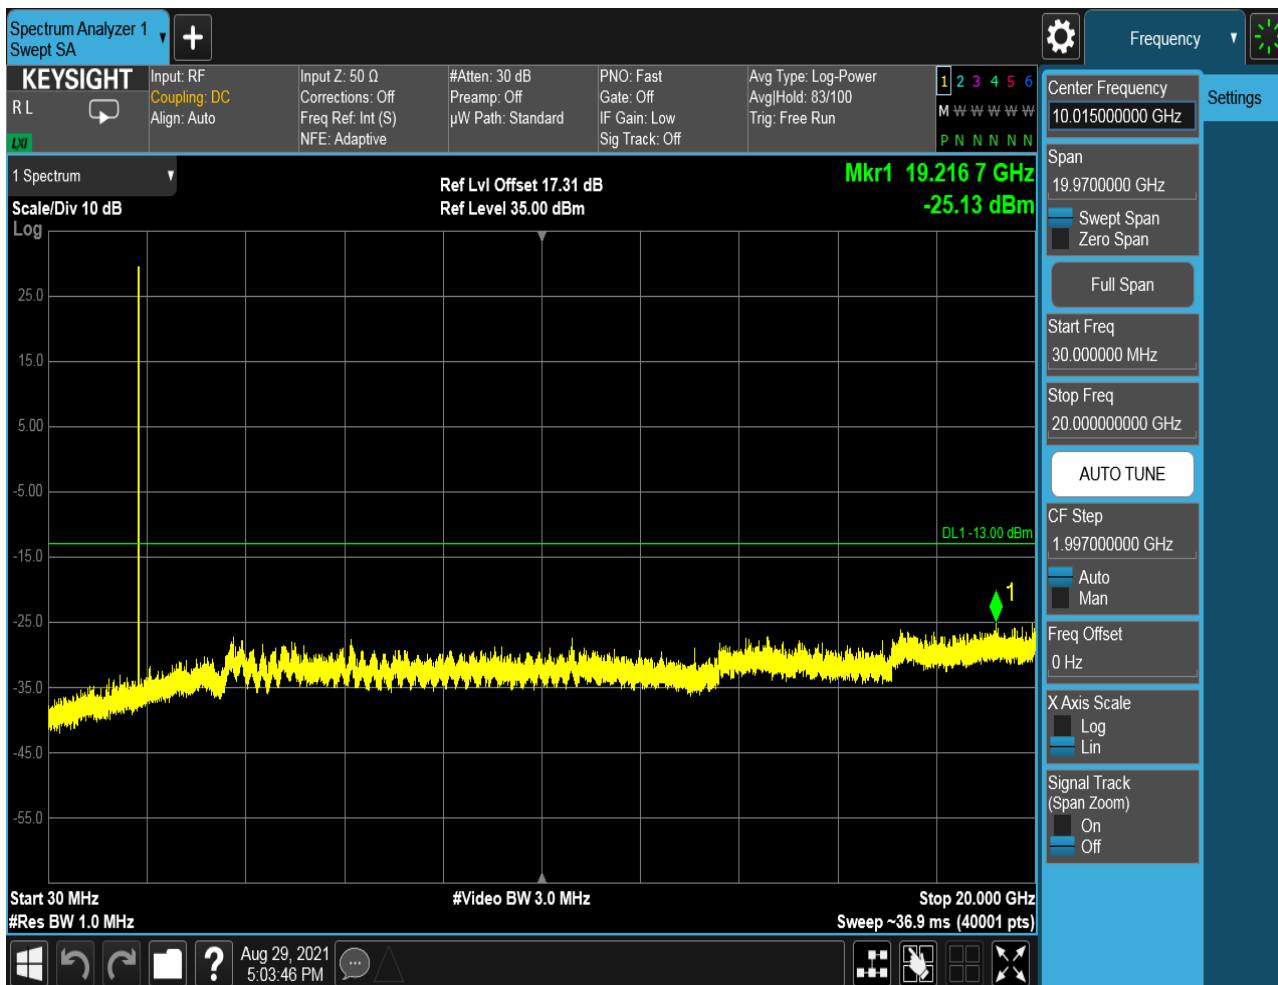 Spectrum Analyzer 1
Swept SA
Frequency
KEYSIGHT
R L
LXI
Input: RF
Coupling: DC
Align: Auto
Input Z: 50 Ω
Corrections: Off
Freq Ref: Int (S)
NFE: Adaptive
#Atten: 30 dB
Preamp: Off
µW Path: Standard
PNO: Fast
Gate: Off
IF Gain: Low
Sig Track: Off
Avg Type: Log-Power
Avg|Hold: 83/100
Trig: Free Run
1 2 3 4 5 6
M W W W W W
P N N N N N
1 Spectrum
Scale/Div 10 dB
Log
Ref Lvl Offset 17.31 dB
Ref Level 35.00 dBm
Mkr1 19.216 7 GHz
-25.13 dBm
25.0
15.0
5.00
-5.00
DL1 -13.00 dBm
-15.0
1
-25.0
-35.0
-45.0
-55.0
Start 30 MHz
#Res BW 1.0 MHz
#Video BW 3.0 MHz
Stop 20.000 GHz
Sweep ~36.9 ms (40001 pts)
?
Aug 29, 2021
5:03:46 PM
Center Frequency
10.015000000 GHz
Settings
Span
19.9700000 GHz
Swept Span
Zero Span
Full Span
Start Freq
30.000000 MHz
Stop Freq
20.000000000 GHz
AUTO TUNE
CF Step
1.997000000 GHz
Auto
Man
Freq Offset
0 Hz
X Axis Scale
Log
Lin
Signal Track
(Span Zoom)
On
Off